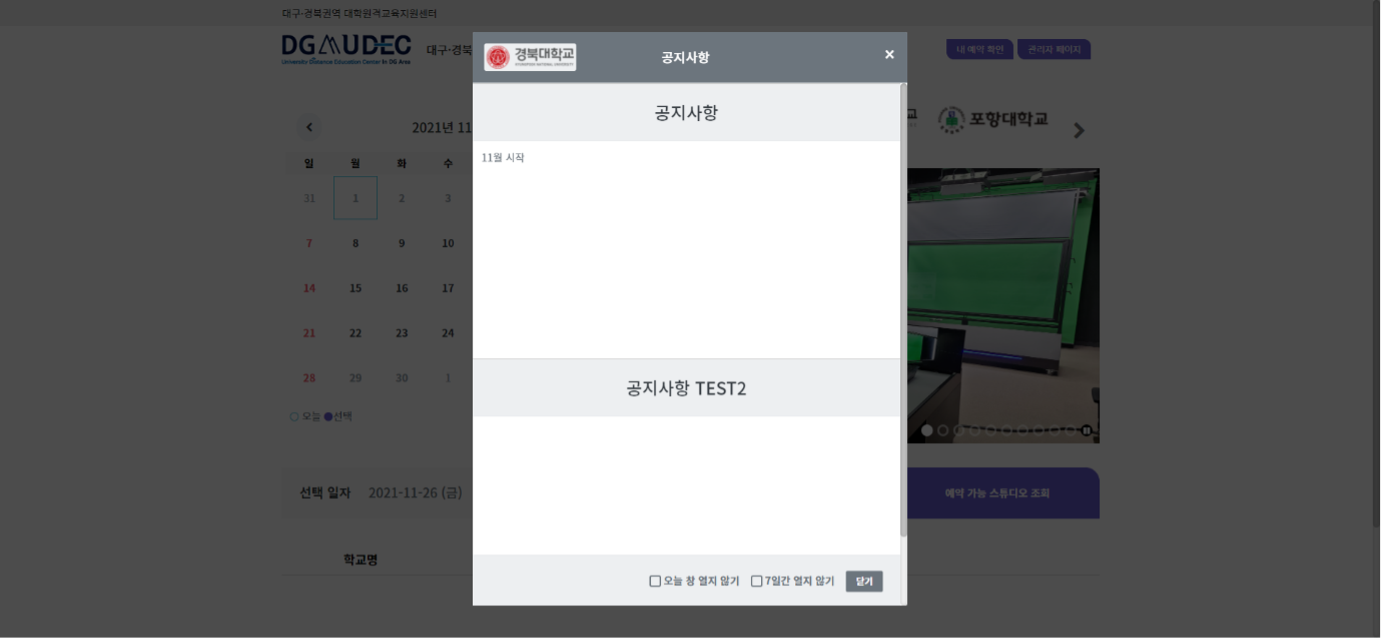 대구·경북권역 대학원격교육지원센터
DGUDEC 대구·경북
University Distance Education Center In DG Area
내 예약 확인 관리자 페이지
경북대학교
KYUNGPOOK NATIONAL UNIVERSITY
공지사항
×
공지사항
11월 시작
공지사항 TEST2
오늘 창 열지 않기 7일간 열지 않기 닫기
2021년 11
일 월 화 수
31 1 2 3
7 8 9 10
14 15 16 17
21 22 23 24
28 29 30 1
오늘 선택
교 포항대학교
선택 일자 2021-11-26 (금)
예약 가능 스튜디오 조회
학교명